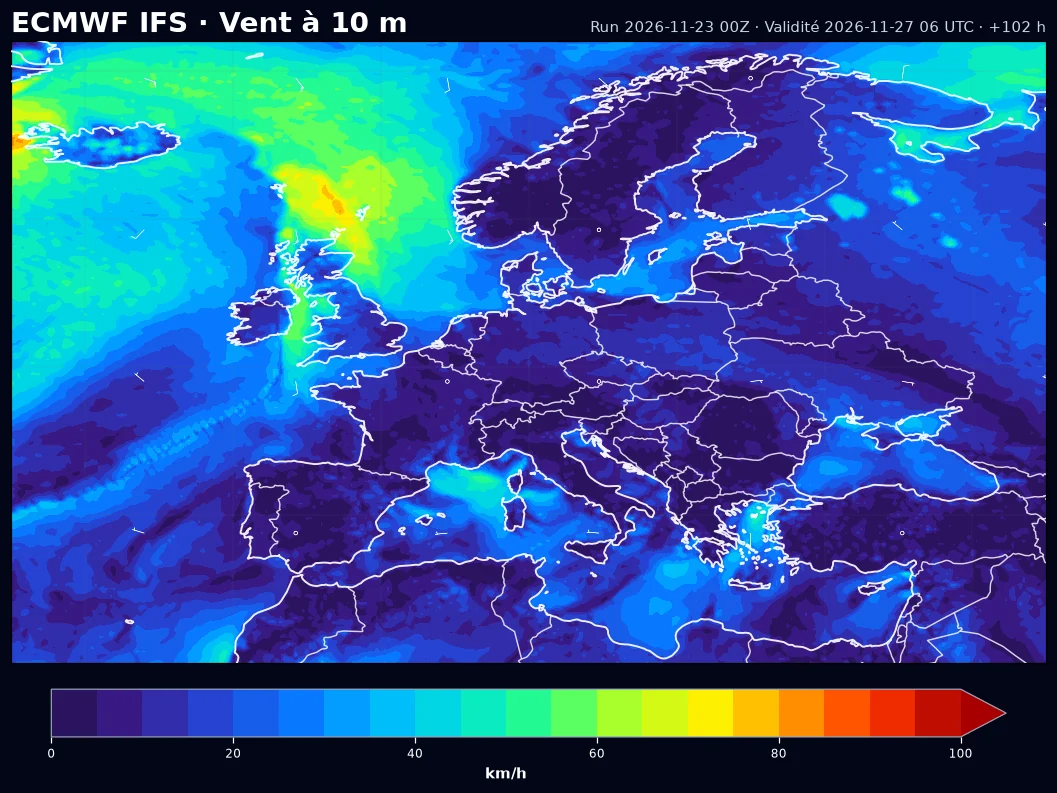 ECMWF IFS · Vent à 10 m
Run 2026-11-23 00Z · Validité 2026-11-27 06 UTC · +102 h
0 20 40 60 80 100
km/h